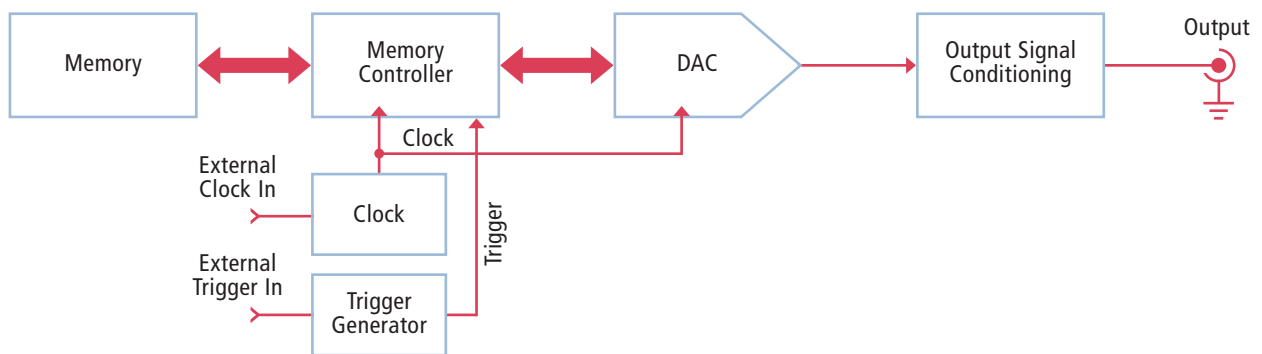 Output
Memory
Memory
Controller
DAC
Output Signal
Conditioning
Clock
External
Clock In
Clock
Trigger
External
Trigger In
Trigger
Generator